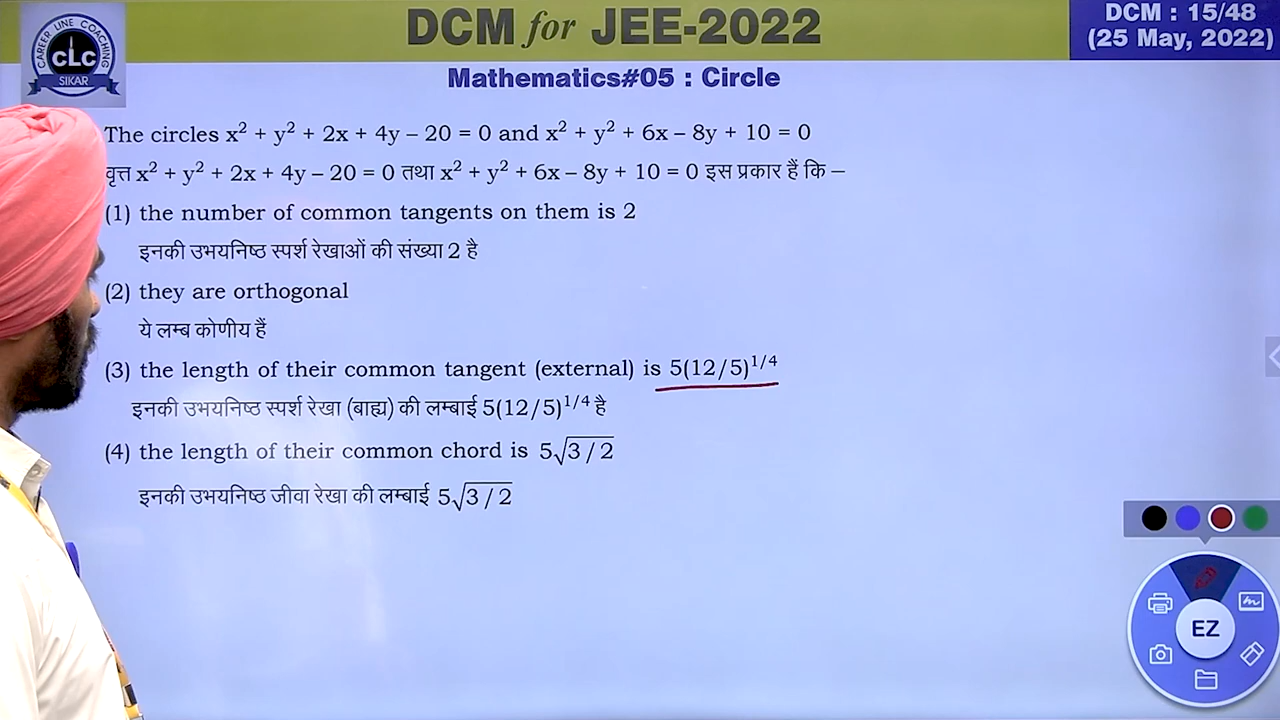 DCM for JEE-2022
DCM : 15/48
(25 May, 2022)
CAREER LINE COACHING
CLC
SIKAR
Mathematics#05 : Circle
The circles x² + y² + 2x + 4y – 20 = 0 and x² + y² + 6x – 8y + 10 = 0
वृत्त x² + y² + 2x + 4y – 20 = 0 तथा x² + y² + 6x – 8y + 10 = 0 इस प्रकार हैं कि –
(1) the number of common tangents on them is 2
इनकी उभयनिष्ठ स्पर्श रेखाओं की संख्या 2 है
(2) they are orthogonal
ये लम्ब कोणीय हैं
(3) the length of their common tangent (external) is 5(12/5)^1/4
इनकी उभयनिष्ठ स्पर्श रेखा (बाह्य) की लम्बाई 5(12/5)^1/4 है
(4) the length of their common chord is 5√3/2
इनकी उभयनिष्ठ जीवा रेखा की लम्बाई 5√3/2
EZ